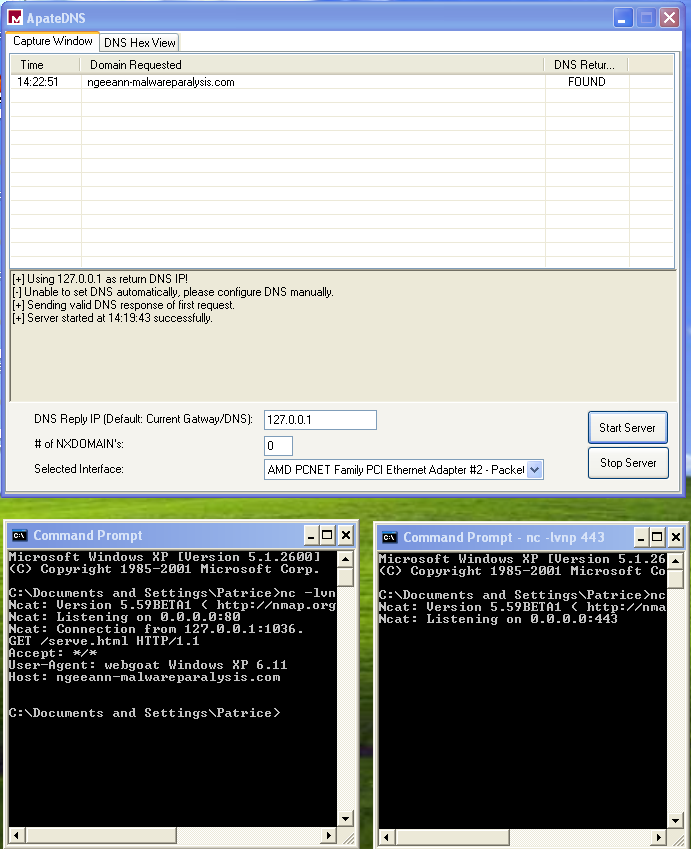 ApateDNS
Capture Window DNS Hex View
Time Domain Requested DNS Retur...
14:22:51 ngeeann-malwareparalysis.com FOUND
[+] Using 127.0.0.1 as return DNS IP!
[-] Unable to set DNS automatically, please configure DNS manually.
[+] Sending valid DNS response of first request.
[+] Server started at 14:19:43 successfully.
DNS Reply IP (Default: Current Gatway/DNS): 127.0.0.1
# of NXDOMAIN's: 0
Selected Interface: AMD PCNET Family PCI Ethernet Adapter #2 - Packet
Start Server
Stop Server
Command Prompt
Microsoft Windows XP [Version 5.1.2600]
(C) Copyright 1985-2001 Microsoft Corp.
C:\Documents and Settings\Patrice>nc -lvn
Ncat: Version 5.59BETA1 ( http://nmap.org
Ncat: Listening on 0.0.0.0:80
Ncat: Connection from 127.0.0.1:1036.
GET /serve.html HTTP/1.1
Accept: */*
User-Agent: webgoat Windows XP 6.11
Host: ngeeann-malwareparalysis.com
C:\Documents and Settings\Patrice>
Command Prompt - nc -lvnp 443
Microsoft Windows XP [Version 5.1.26
(C) Copyright 1985-2001 Microsoft Co
C:\Documents and Settings\Patrice>nc
Ncat: Version 5.59BETA1 ( http://nma
Ncat: Listening on 0.0.0.0:443